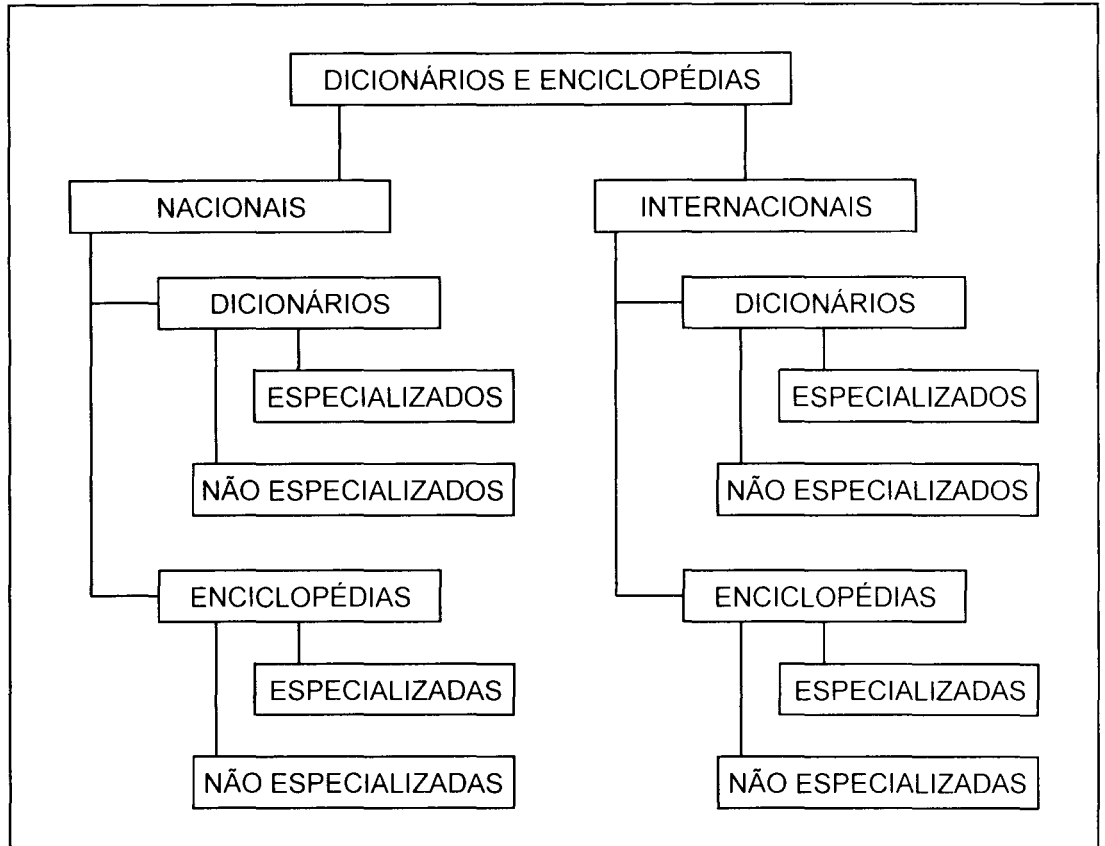 DICIONÁRIOS E ENCICLOPÉDIAS
NACIONAIS
DICIONÁRIOS
ESPECIALIZADOS
NÃO ESPECIALIZADOS
ENCICLOPÉDIAS
ESPECIALIZADAS
NÃO ESPECIALIZADAS
INTERNACIONAIS
DICIONÁRIOS
ESPECIALIZADOS
NÃO ESPECIALIZADOS
ENCICLOPÉDIAS
ESPECIALIZADAS
NÃO ESPECIALIZADAS